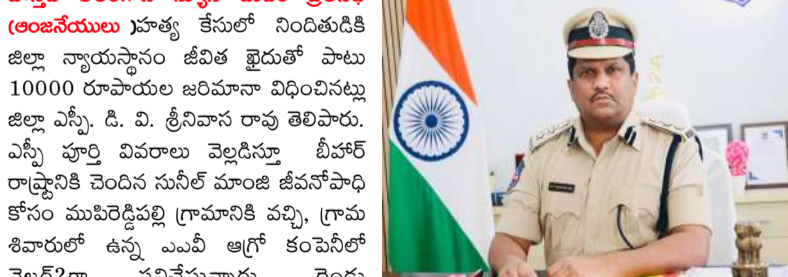 (ఆంజనేయులు )హత్య కేసులో నిందితుడికి
జిల్లా న్యాయస్థానం జీవిత ఖైదుతో పాటు
10000 రూపాయల జరిమానా విధించినట్లు
జిల్లా ఎస్పీ. డి. వి. శ్రీనివాస రావు తెలిపారు.
ఎస్పీ పూర్తి వివరాలు వెల్లడిస్తూ బీహార్
రాష్ట్రానికి చెందిన సునీల్ మాంజి జీవనోపాధి
కోసం ముపిరెడ్డిపల్లి గ్రామానికి వచ్చి, గ్రామ
శివారులో ఉన్న ఎంవీ ఆగ్రో కంపెనీలో